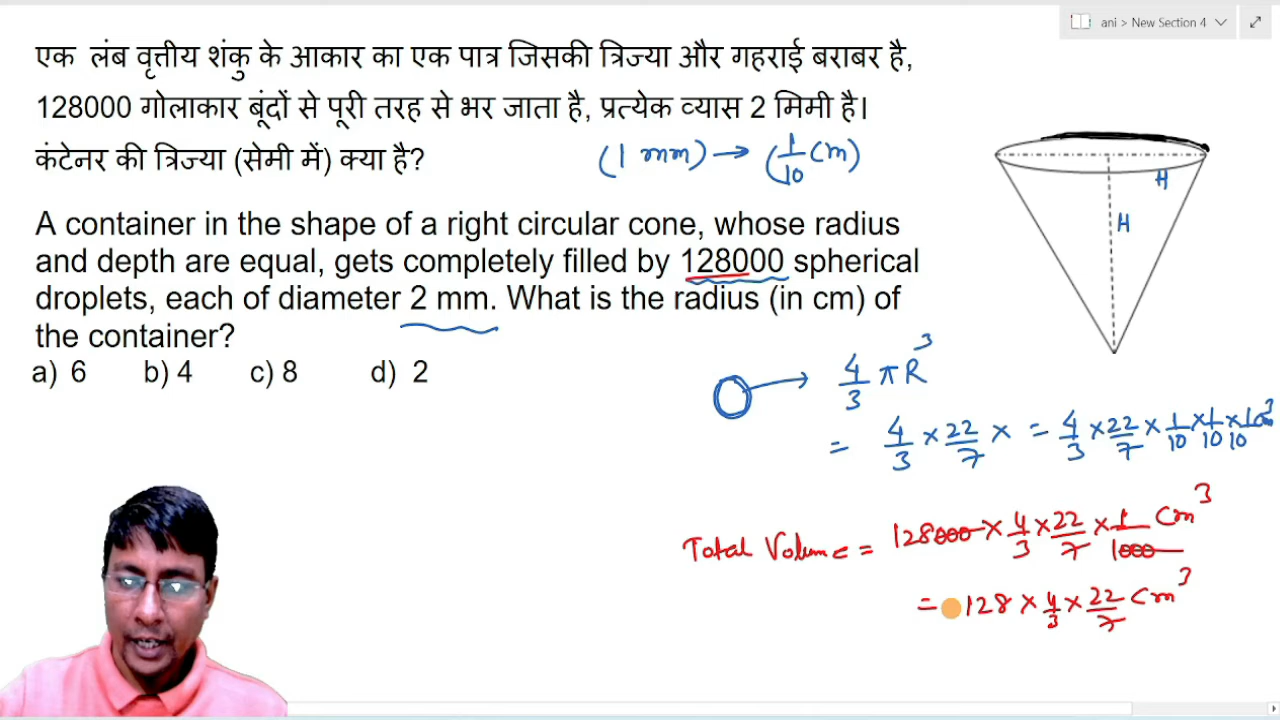 ani > New Section 4
एक लंब वृत्तीय शंकु के आकार का एक पात्र जिसकी त्रिज्या और गहराई बराबर है,
128000 गोलाकार बूंदों से पूरी तरह से भर जाता है, प्रत्येक व्यास 2 मिमी है।
कंटेनर की त्रिज्या (सेमी में) क्या है?
(1 mm) → (1/10 cm)
A container in the shape of a right circular cone, whose radius
and depth are equal, gets completely filled by 128000 spherical
droplets, each of diameter 2 mm. What is the radius (in cm) of
the container?
a) 6 b) 4 c) 8 d) 2
H
H
→ 4/3 π R³
= 4/3 × 22/7 × = 4/3 × 22/7 × 1/10 × 1/10 × 1/10 cm³
Total Volume = 128000 × 4/3 × 22/7 × 1/1000 cm³
= 128 × 4/3 × 22/7 cm³